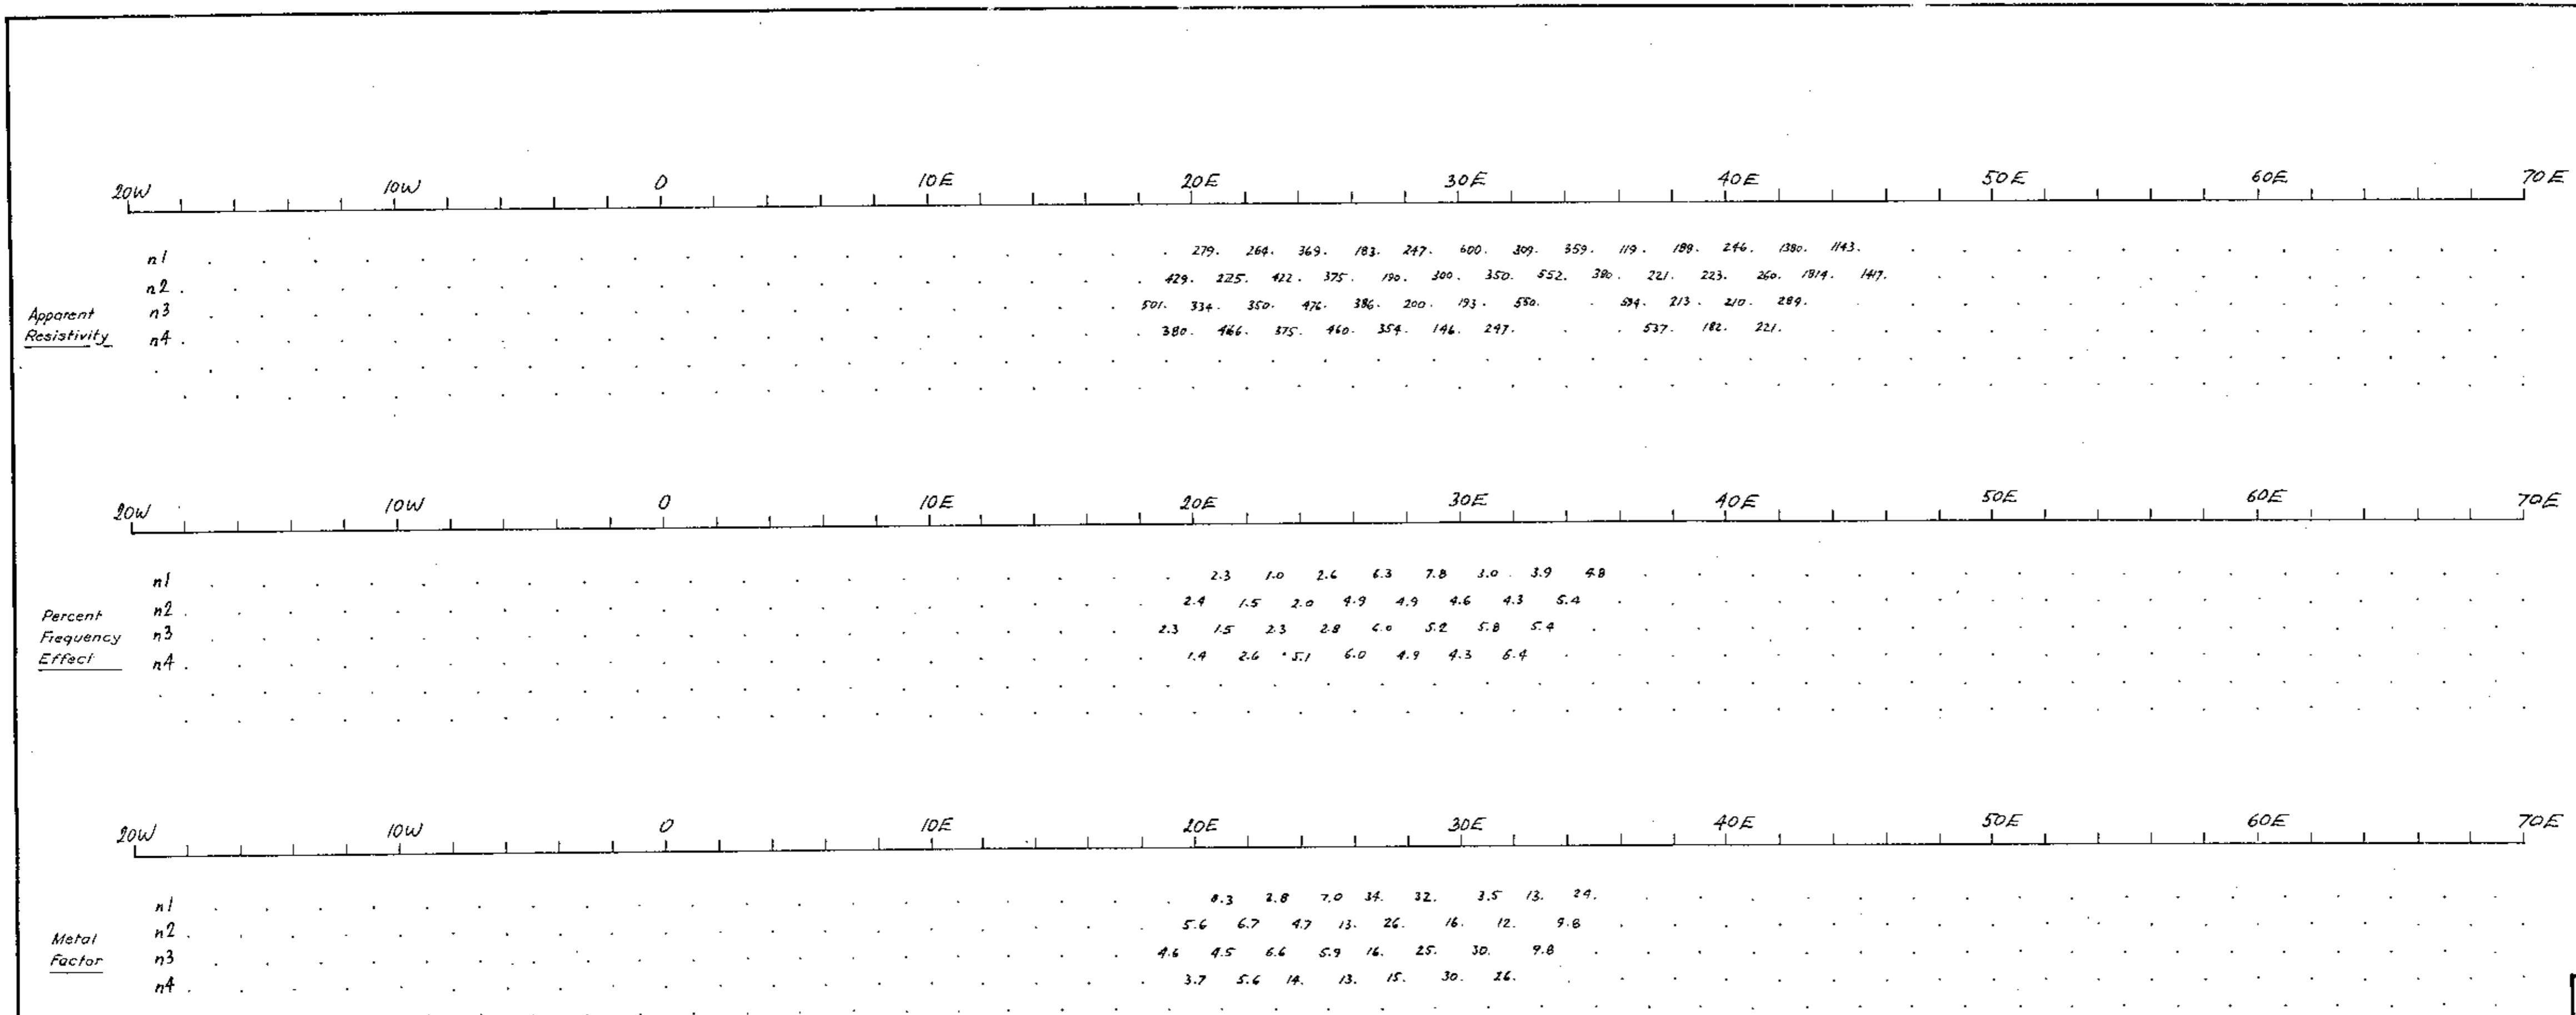 20W 10W 0 10E 20E 30E 40E 50E 60E 70E
n1 279. 264. 369. 183. 247. 600. 309. 359. 119. 189. 246. 1380. 1143.
n2 429. 225. 422. 375. 190. 300. 350. 552. 380. 221. 223. 260. 1814. 1417.
n3 501. 334. 350. 476. 386. 200. 193. 550. 594. 213. 210. 289.
n4 380. 466. 375. 460. 354. 146. 247. 537. 182. 221.
Apparent
Resistivity
20W 10W 0 10E 20E 30E 40E 50E 60E 70E
n1 2.3 1.0 2.6 6.3 7.8 3.0 3.9 4.8
n2 2.4 1.5 2.0 4.9 4.9 4.6 4.3 5.4
n3 2.3 1.5 2.3 2.8 6.0 5.2 5.8 5.4
n4 1.4 2.6 5.1 6.0 4.9 4.3 6.4
Percent
Frequency
Effect
20W 10W 0 10E 20E 30E 40E 50E 60E 70E
n1 8.3 2.8 7.0 34. 32. 3.5 13. 24.
n2 5.6 6.7 4.7 13. 26. 16. 12. 9.8
n3 4.6 4.5 6.6 5.9 16. 25. 30. 9.8
n4 3.7 5.6 14. 13. 15. 30. 26.
Metal
Factor